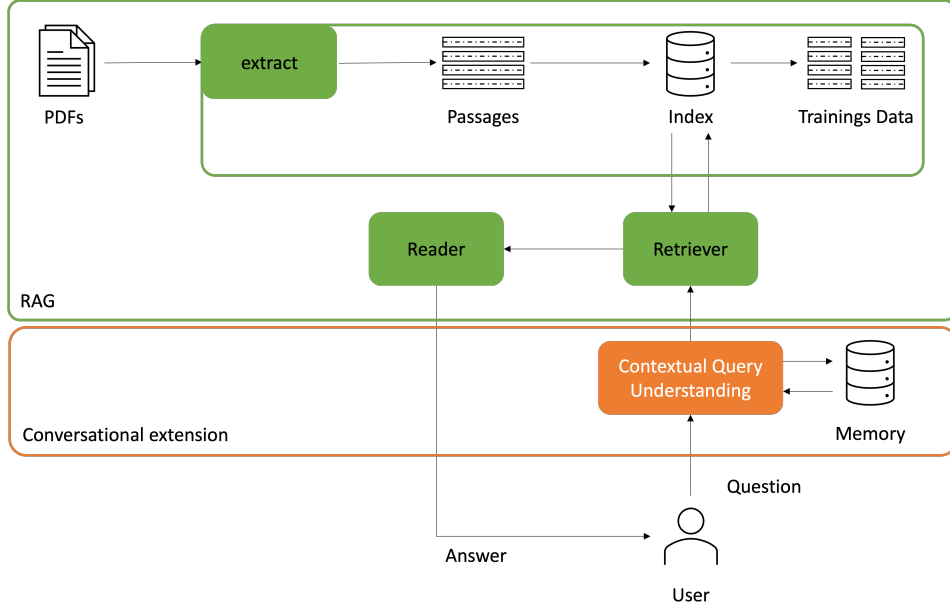 extract
PDFs
Passages
Index
Trainings Data
Reader
Retriever
RAG
Contextual Query
Understanding
Conversational extension
Memory
Question
Answer
User